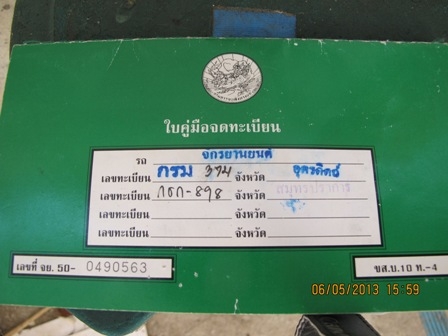 ใบคู่มือจดทะเบียน
รถ จักรยานยนต์
เลขทะเบียน กรม 374 จังหวัด อุตรดิตถ์
เลขทะเบียน กธก-898 จังหวัด สมุทรปราการ
เลขทะเบียน จังหวัด
เลขทะเบียน จังหวัด
เลขที่ จย. 50- 0490563
ขส.บ.10 ท.-4
06/05/2013 15:59